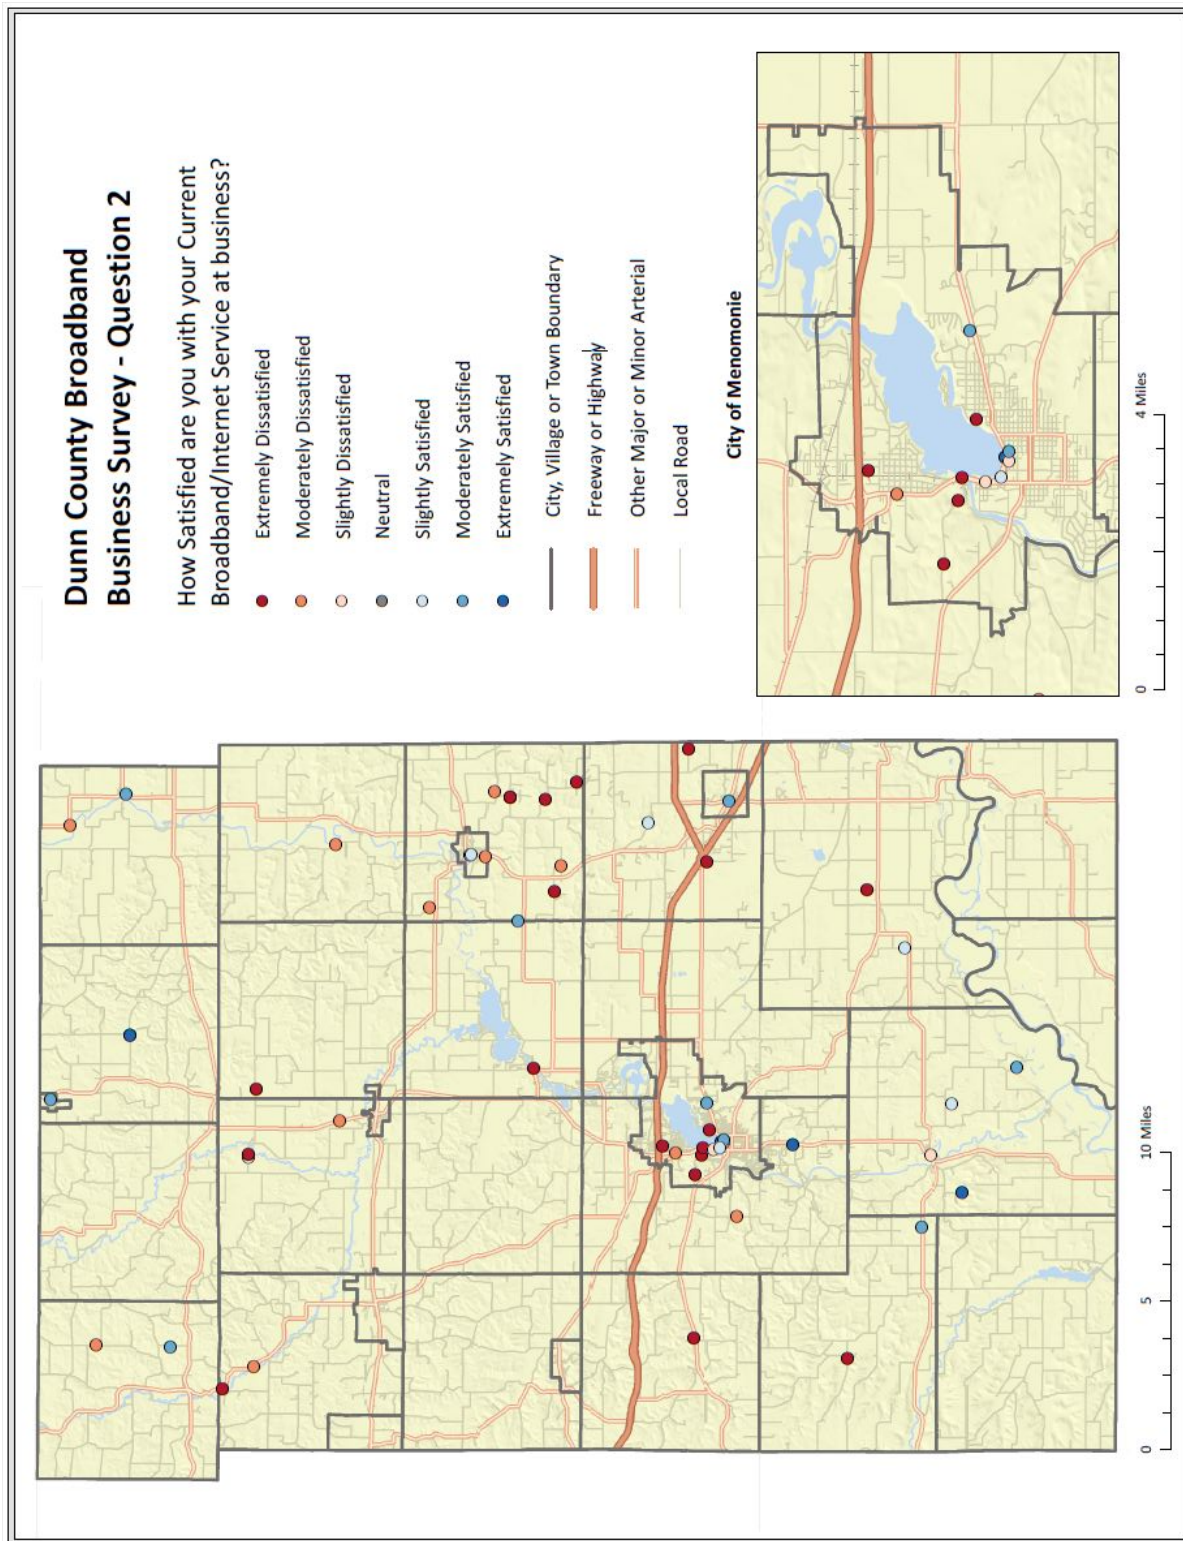 Dunn County Broadband
Business Survey - Question 2
How Satisfied are you with your Current
Broadband/Internet Service at business?
Extremely Dissatisfied
Moderately Dissatisfied
Slightly Dissatisfied
Neutral
Slightly Satisfied
Moderately Satisfied
Extremely Satisfied
City, Village or Town Boundary
Freeway or Highway
Other Major or Minor Arterial
Local Road
City of Menomonie
0 4 Miles
0 5 10 Miles